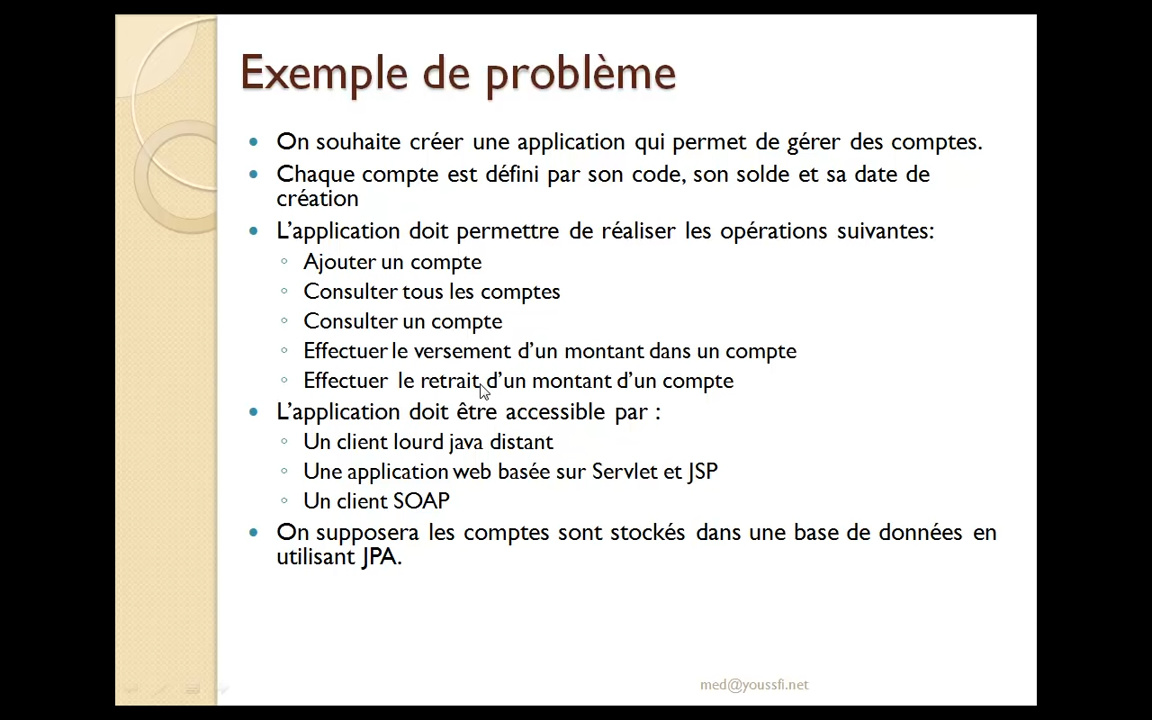 Exemple de problème
• On souhaite créer une application qui permet de gérer des comptes.
• Chaque compte est défini par son code, son solde et sa date de
création
• L’application doit permettre de réaliser les opérations suivantes:
◦ Ajouter un compte
◦ Consulter tous les comptes
◦ Consulter un compte
◦ Effectuer le versement d’un montant dans un compte
◦ Effectuer le retrait d’un montant d’un compte
• L’application doit être accessible par :
◦ Un client lourd java distant
◦ Une application web basée sur Servlet et JSP
◦ Un client SOAP
• On supposera les comptes sont stockés dans une base de données en
utilisant JPA.
med@youssfi.net